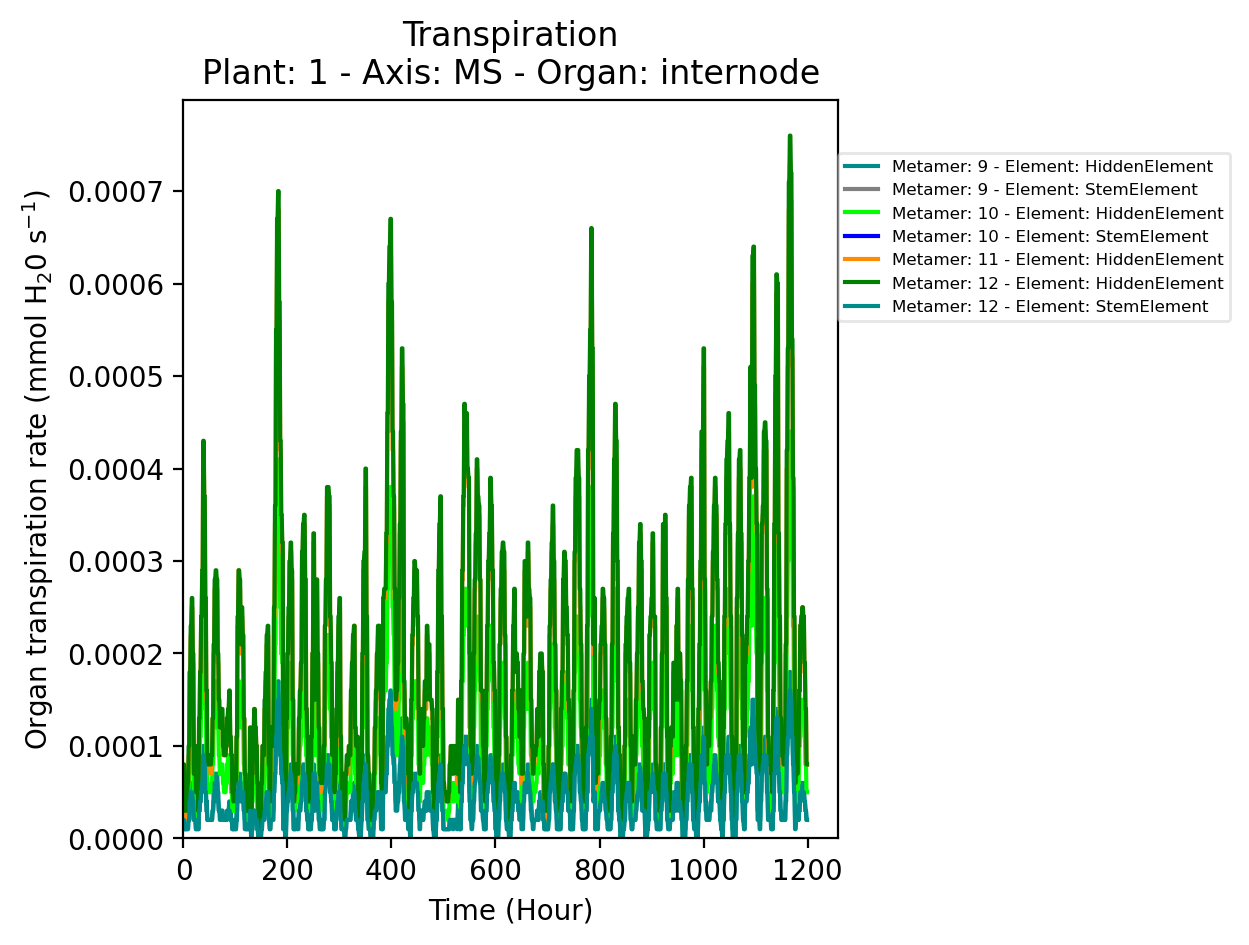 Transpiration
Plant: 1 - Axis: MS - Organ: internode
Organ transpiration rate (mmol H₂0 s⁻¹)
0.0007
0.0006
0.0005
0.0004
0.0003
0.0002
0.0001
0.0000
0 200 400 600 800 1000 1200
Time (Hour)
Metamer: 9 - Element: HiddenElement
Metamer: 9 - Element: StemElement
Metamer: 10 - Element: HiddenElement
Metamer: 10 - Element: StemElement
Metamer: 11 - Element: HiddenElement
Metamer: 12 - Element: HiddenElement
Metamer: 12 - Element: StemElement